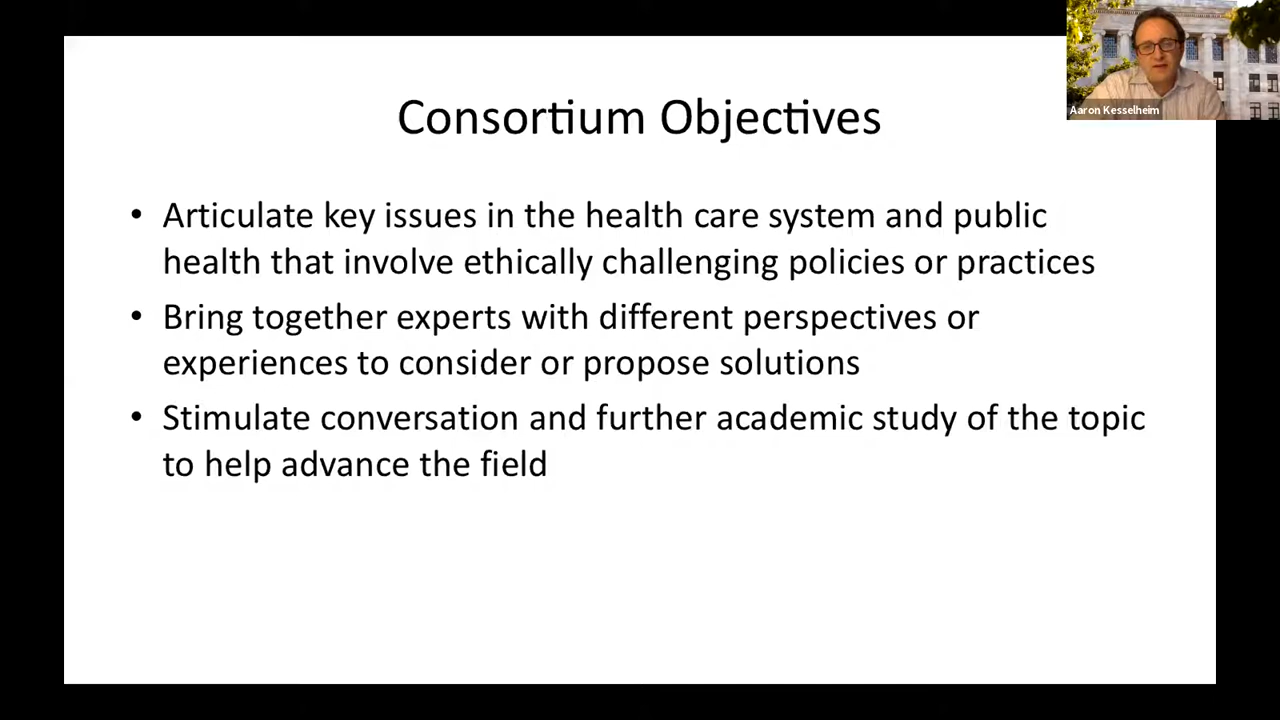 Aaron Kesselheim
Consortium Objectives
• Articulate key issues in the health care system and public
health that involve ethically challenging policies or practices
• Bring together experts with different perspectives or
experiences to consider or propose solutions
• Stimulate conversation and further academic study of the topic
to help advance the field